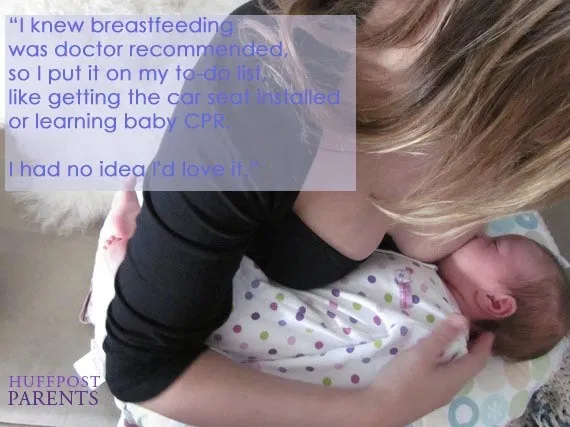 “I knew breastfeeding
was doctor recommended,
so I put it on my to-do list,
like getting the car seat installed
or learning baby CPR.
I had no idea I'd love it.”
HUFFPOST
PARENTS